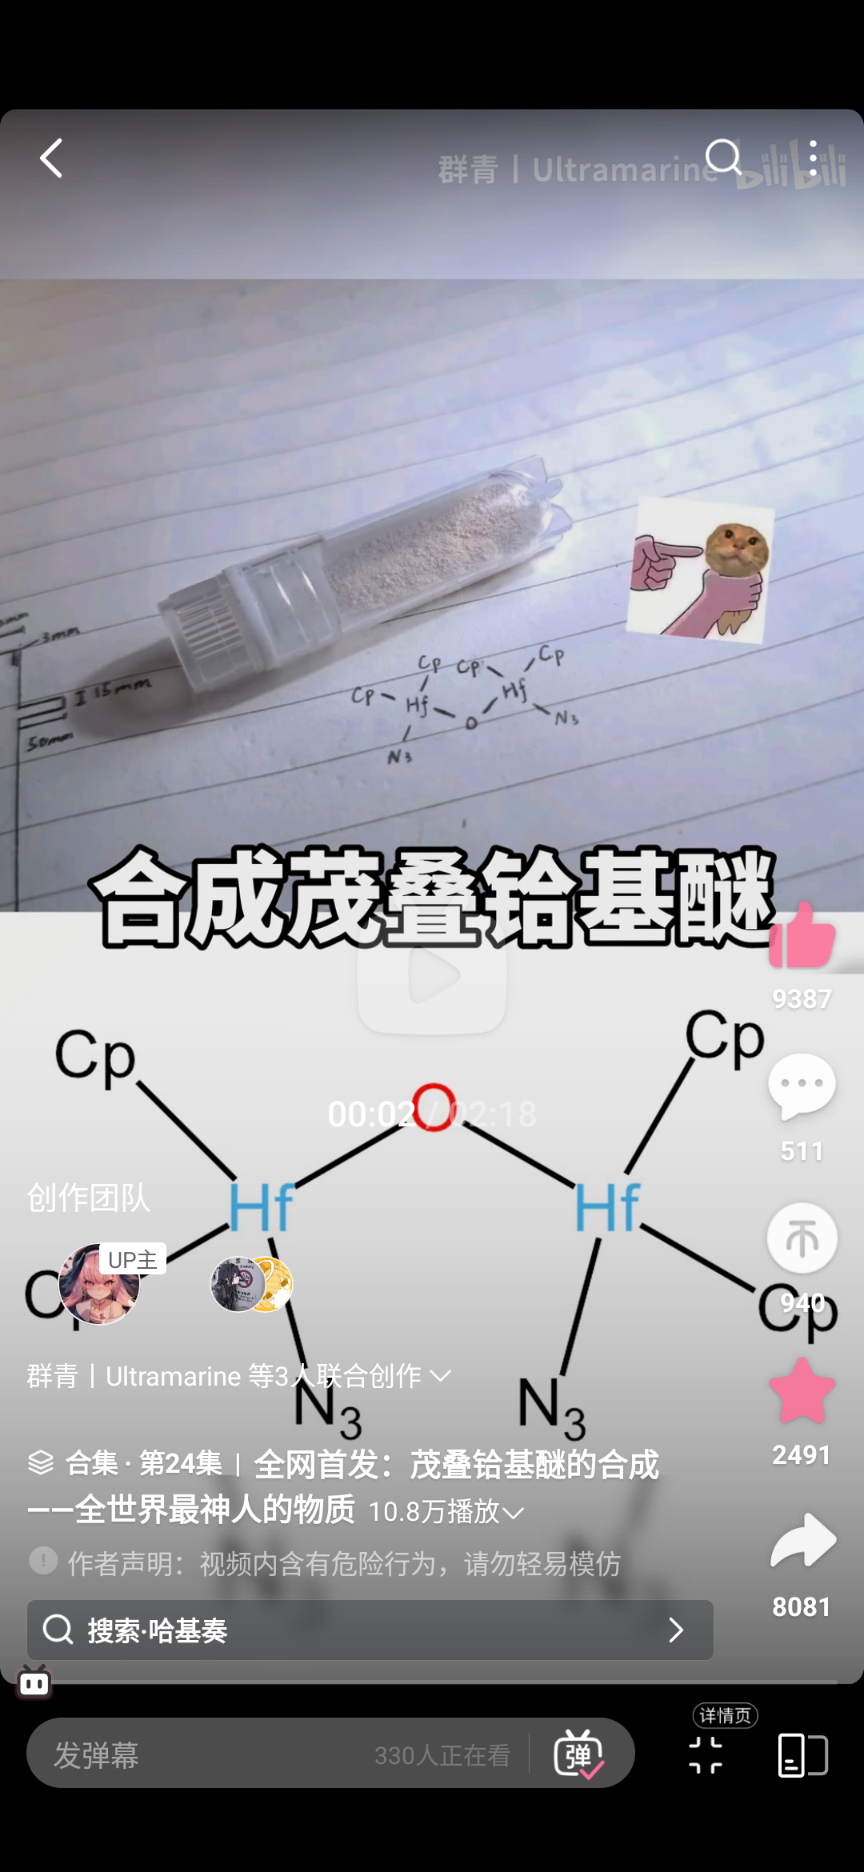 群青丨Ultramarine bilibili
3mm
15mm
50mm
Cp Cp Cp
Cp Hf Hf
O N₃
N₃
合成茂叠铪基醚
Cp Cp
O
00:02 / 02:18
Hf Hf
创作团队
UP主
Cp
940
群青丨Ultramarine 等3人联合创作
N₃ N₃
9387
511
2491
8081
合集 · 第24集 | 全网首发：茂叠铪基醚的合成
——全世界最神人的物质 10.8万播放
作者声明：视频内含有危险行为，请勿轻易模仿
搜索·哈基奏
详情页
发弹幕
330人正在看
弹